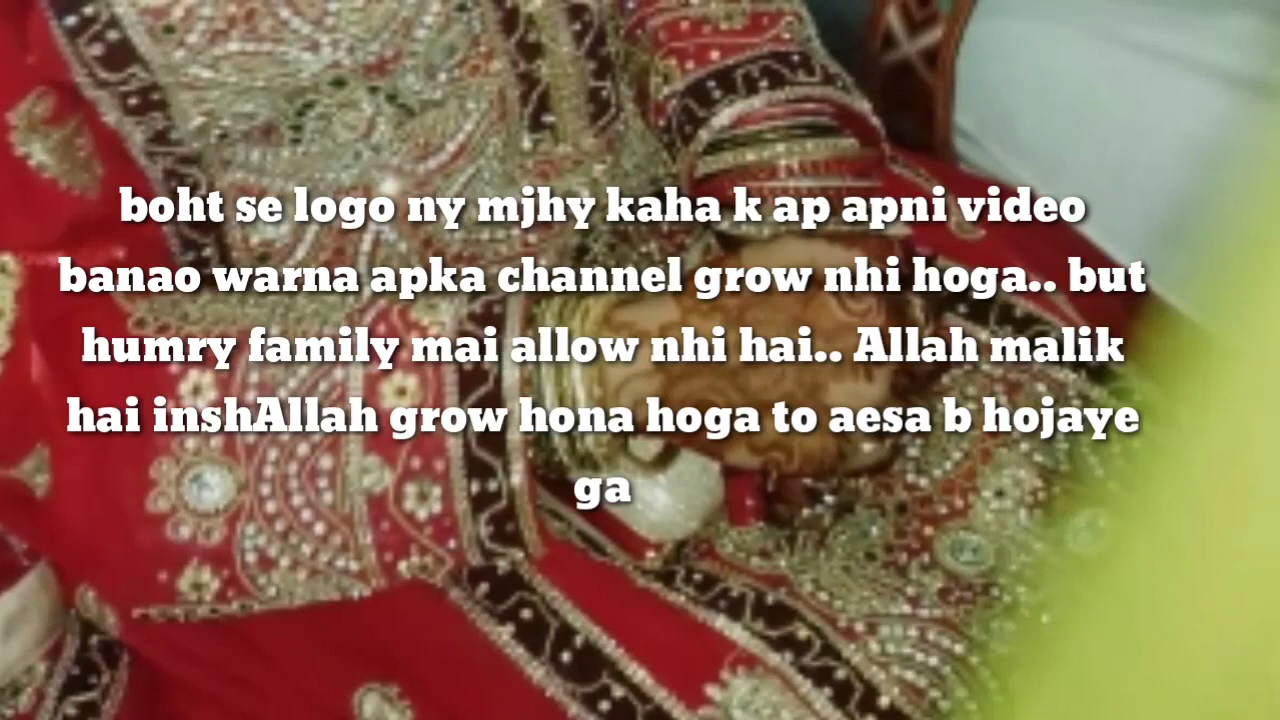 boht se logo ny mjhy kaha k ap apni video
banao warna apka channel grow nhi hoga.. but
humry family mai allow nhi hai.. Allah malik
hai inshAllah grow hona hoga to aesa b hojaye
ga